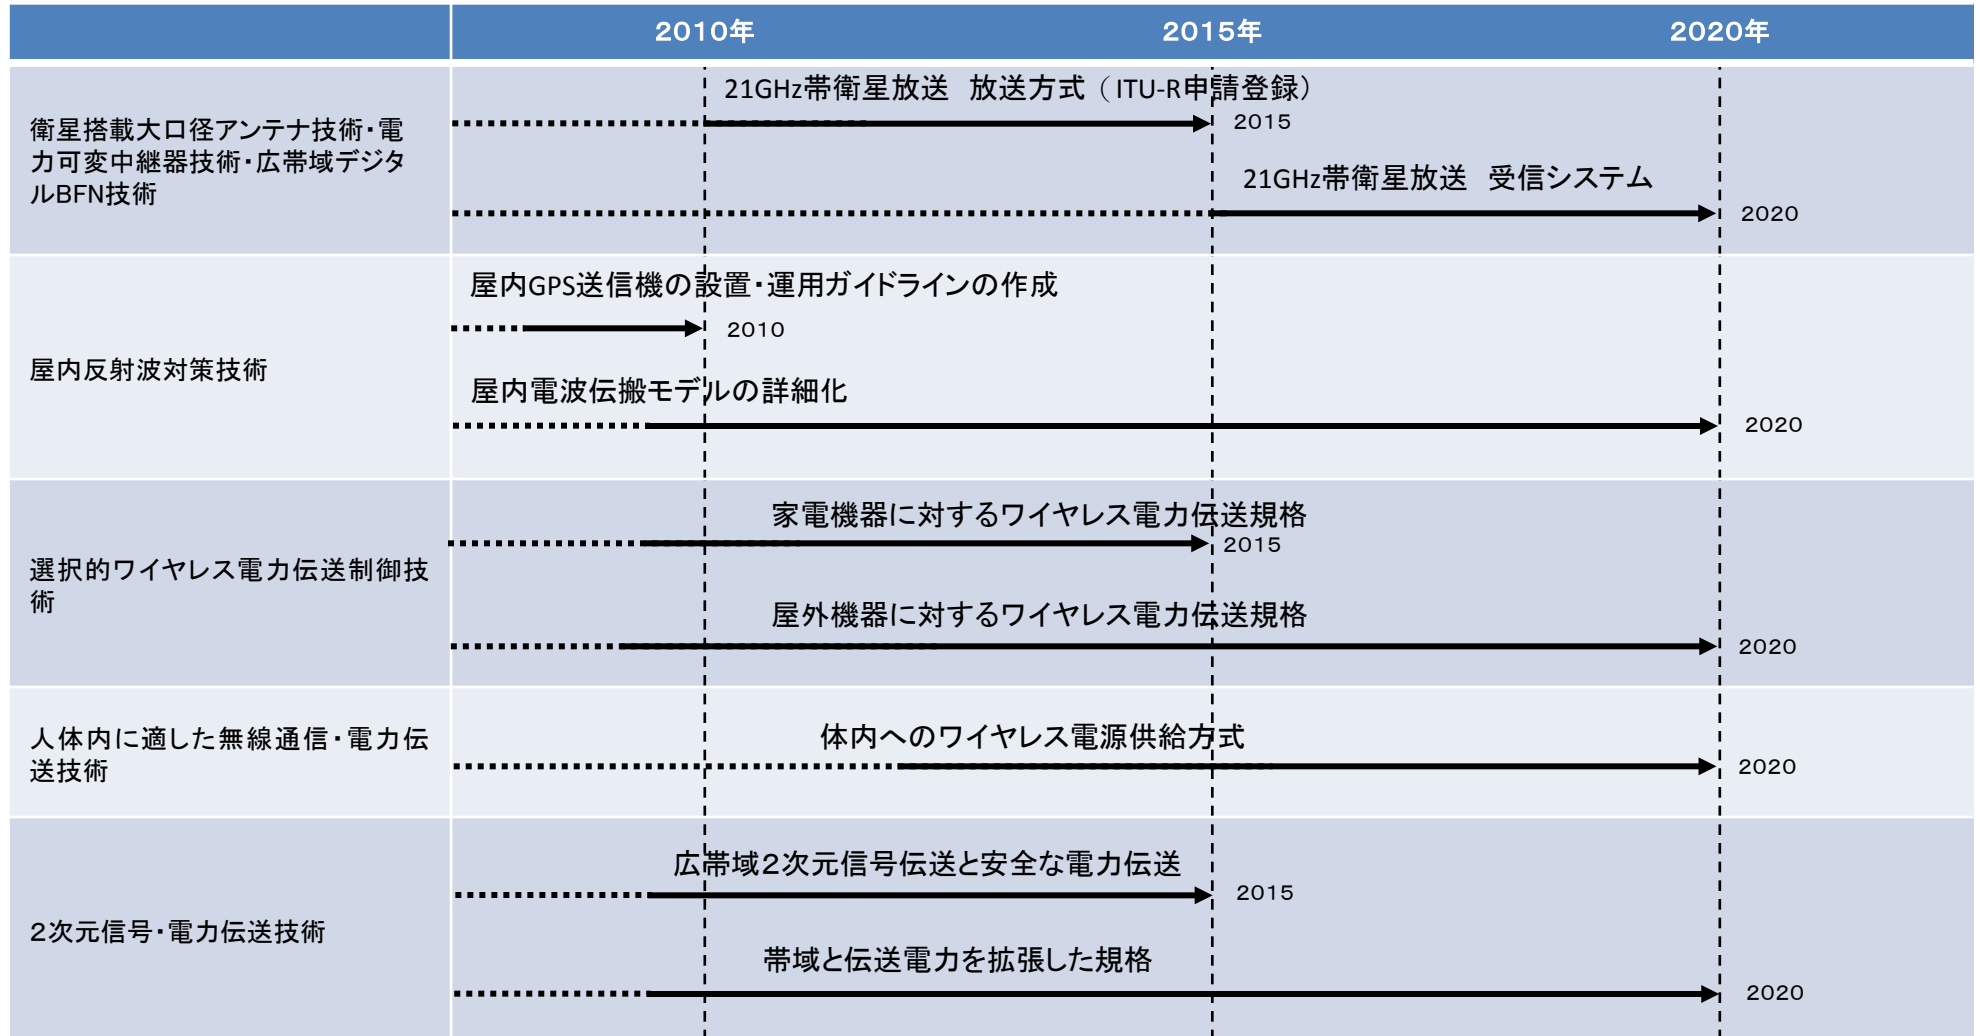 2010年 2015年 2020年
21GHz帯衛星放送 放送方式（ITU-R申請登録）
2015
衛星搭載大口径アンテナ技術・電
力可変中継器技術・広帯域デジタ
ルBFN技術
21GHz帯衛星放送 受信システム
2020
屋内GPS送信機の設置・運用ガイドラインの作成
2010
屋内反射波対策技術
屋内電波伝搬モデルの詳細化
2020
家電機器に対するワイヤレス電力伝送規格
2015
選択的ワイヤレス電力伝送制御技
術
屋外機器に対するワイヤレス電力伝送規格
2020
人体内に適した無線通信・電力伝
送技術
体内へのワイヤレス電源供給方式
2020
広帯域２次元信号伝送と安全な電力伝送
2015
２次元信号・電力伝送技術
帯域と伝送電力を拡張した規格
2020